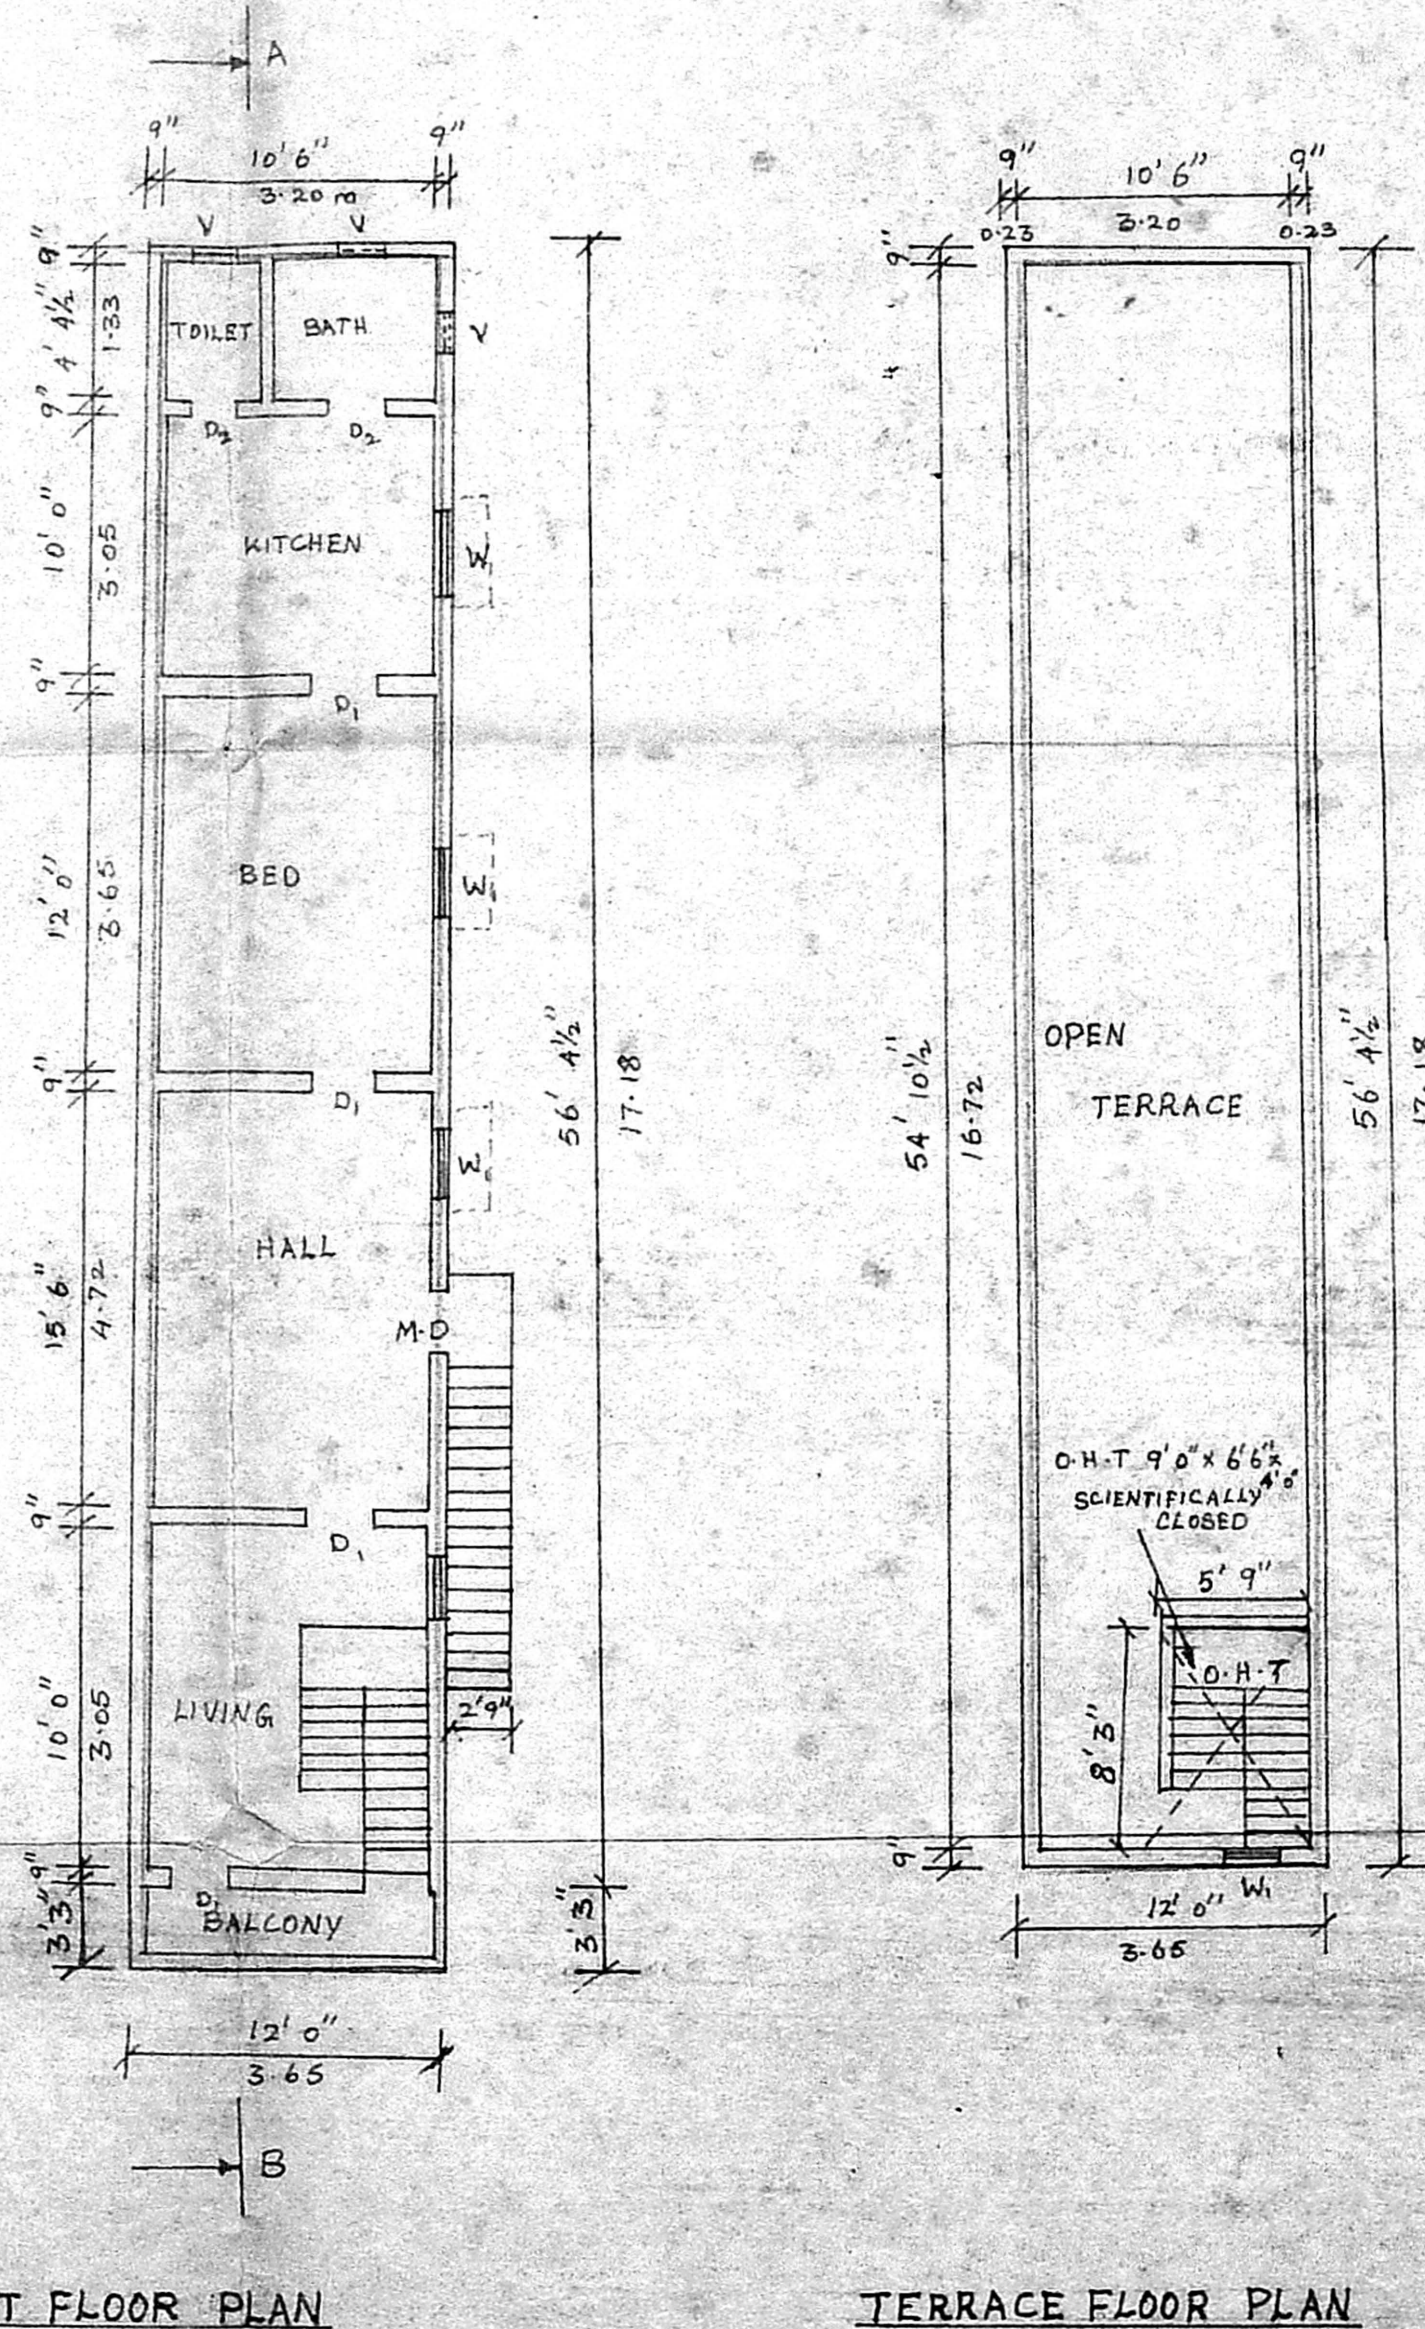 A
9"
10' 6"
9"
3.20 m
V
V
9"
4' 4½"
1.33
TOILET
BATH
V
9"
D2
D2
10' 0"
3.05
KITCHEN
W
9"
D1
12' 0"
3.65
BED
W
9"
D1
W
56' 4½"
17.18
HALL
15' 6"
4.72
M.D
9"
D1
LIVING
10' 0"
3.05
2' 9"
9"
D1
3' 3"
BALCONY
3' 3"
12' 0"
3.65
B
T FLOOR PLAN
9"
10' 6"
9"
0.23
3.20
0.23
9"
OPEN
TERRACE
54' 10½"
16.72
56' 4½"
17.18
O.H.T 9'0" x 6'6" x
4'0"
SCIENTIFICALLY
CLOSED
5' 9"
O.H.T
8' 3"
9"
W1
12' 0"
3.65
TERRACE FLOOR PLAN